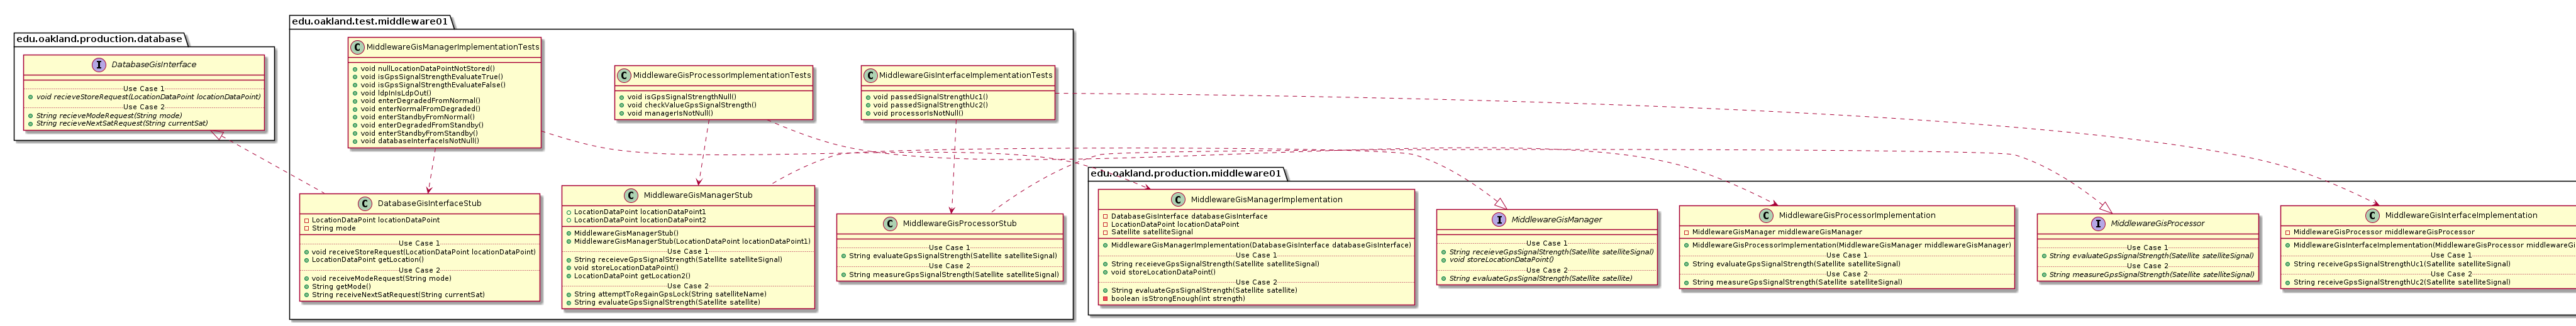 edu.oakland.production.database
I DatabaseGisInterface
Use Case 1
void recieveStoreRequest(LocationDataPoint locationDataPoint)
Use Case 2
String recieveModeRequest(String mode)
String recieveNextSatRequest(String currentSat)
edu.oakland.test.middleware01
C MiddlewareGisManagerImplementationTests
void nullLocationDataPointNotStored()
void isGpsSignalStrengthEvaluateTrue()
void isGpsSignalStrengthEvaluateFalse()
void ldpInIsLdpOut()
void enterDegradedFromNormal()
void enterNormalFromDegraded()
void enterStandbyFromNormal()
void enterDegradedFromStandby()
void enterStandbyFromStandby()
void databaseInterfaceIsNotNull()
C MiddlewareGisProcessorImplementationTests
void isGpsSignalStrengthNull()
void checkValueGpsSignalStrength()
void managerIsNotNull()
C MiddlewareGisInterfaceImplementationTests
void passedSignalStrengthUc1()
void passedSignalStrengthUc2()
void processorIsNotNull()
C DatabaseGisInterfaceStub
LocationDataPoint locationDataPoint
String mode
Use Case 1
void receiveStoreRequest(LocationDataPoint locationDataPoint)
LocationDataPoint getLocation()
Use Case 2
void receiveModeRequest(String mode)
String getMode()
String receiveNextSatRequest(String currentSat)
C MiddlewareGisManagerStub
LocationDataPoint locationDataPoint1
LocationDataPoint locationDataPoint2
MiddlewareGisManagerStub()
MiddlewareGisManagerStub(LocationDataPoint locationDataPoint1)
Use Case 1
String receieveGpsSignalStrength(Satellite satelliteSignal)
void storeLocationDataPoint()
LocationDataPoint getLocation2()
Use Case 2
String attemptToRegainGpsLock(String satelliteName)
String evaluateGpsSignalStrength(Satellite satellite)
C MiddlewareGisProcessorStub
Use Case 1
String evaluateGpsSignalStrength(Satellite satelliteSignal)
Use Case 2
String measureGpsSignalStrength(Satellite satelliteSignal)
edu.oakland.production.middleware01
C MiddlewareGisManagerImplementation
DatabaseGisInterface databaseGisInterface
LocationDataPoint locationDataPoint
Satellite satelliteSignal
MiddlewareGisManagerImplementation(DatabaseGisInterface databaseGisInterface)
Use Case 1
String receieveGpsSignalStrength(Satellite satelliteSignal)
void storeLocationDataPoint()
Use Case 2
String evaluateGpsSignalStrength(Satellite satellite)
boolean isStrongEnough(int strength)
I MiddlewareGisManager
Use Case 1
String receieveGpsSignalStrength(Satellite satelliteSignal)
void storeLocationDataPoint()
Use Case 2
String evaluateGpsSignalStrength(Satellite satellite)
C MiddlewareGisProcessorImplementation
MiddlewareGisManager middlewareGisManager
MiddlewareGisProcessorImplementation(MiddlewareGisManager middlewareGisManager)
Use Case 1
String evaluateGpsSignalStrength(Satellite satelliteSignal)
Use Case 2
String measureGpsSignalStrength(Satellite satelliteSignal)
I MiddlewareGisProcessor
Use Case 1
String evaluateGpsSignalStrength(Satellite satelliteSignal)
Use Case 2
String measureGpsSignalStrength(Satellite satelliteSignal)
C MiddlewareGisInterfaceImplementation
MiddlewareGisProcessor middlewareGisProcessor
MiddlewareGisInterfaceImplementation(MiddlewareGisProcessor
Use Case 1
String receiveGpsSignalStrengthUc1(Satellite satelliteSignal)
Use Case 2
String receiveGpsSignalStrengthUc2(Satellite satelliteSignal)